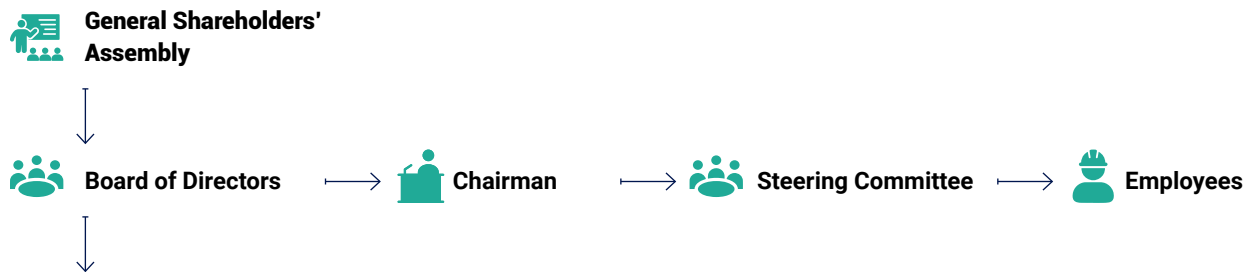 General Shareholders'
Assembly
Board of Directors
Chairman
Steering Committee
Employees